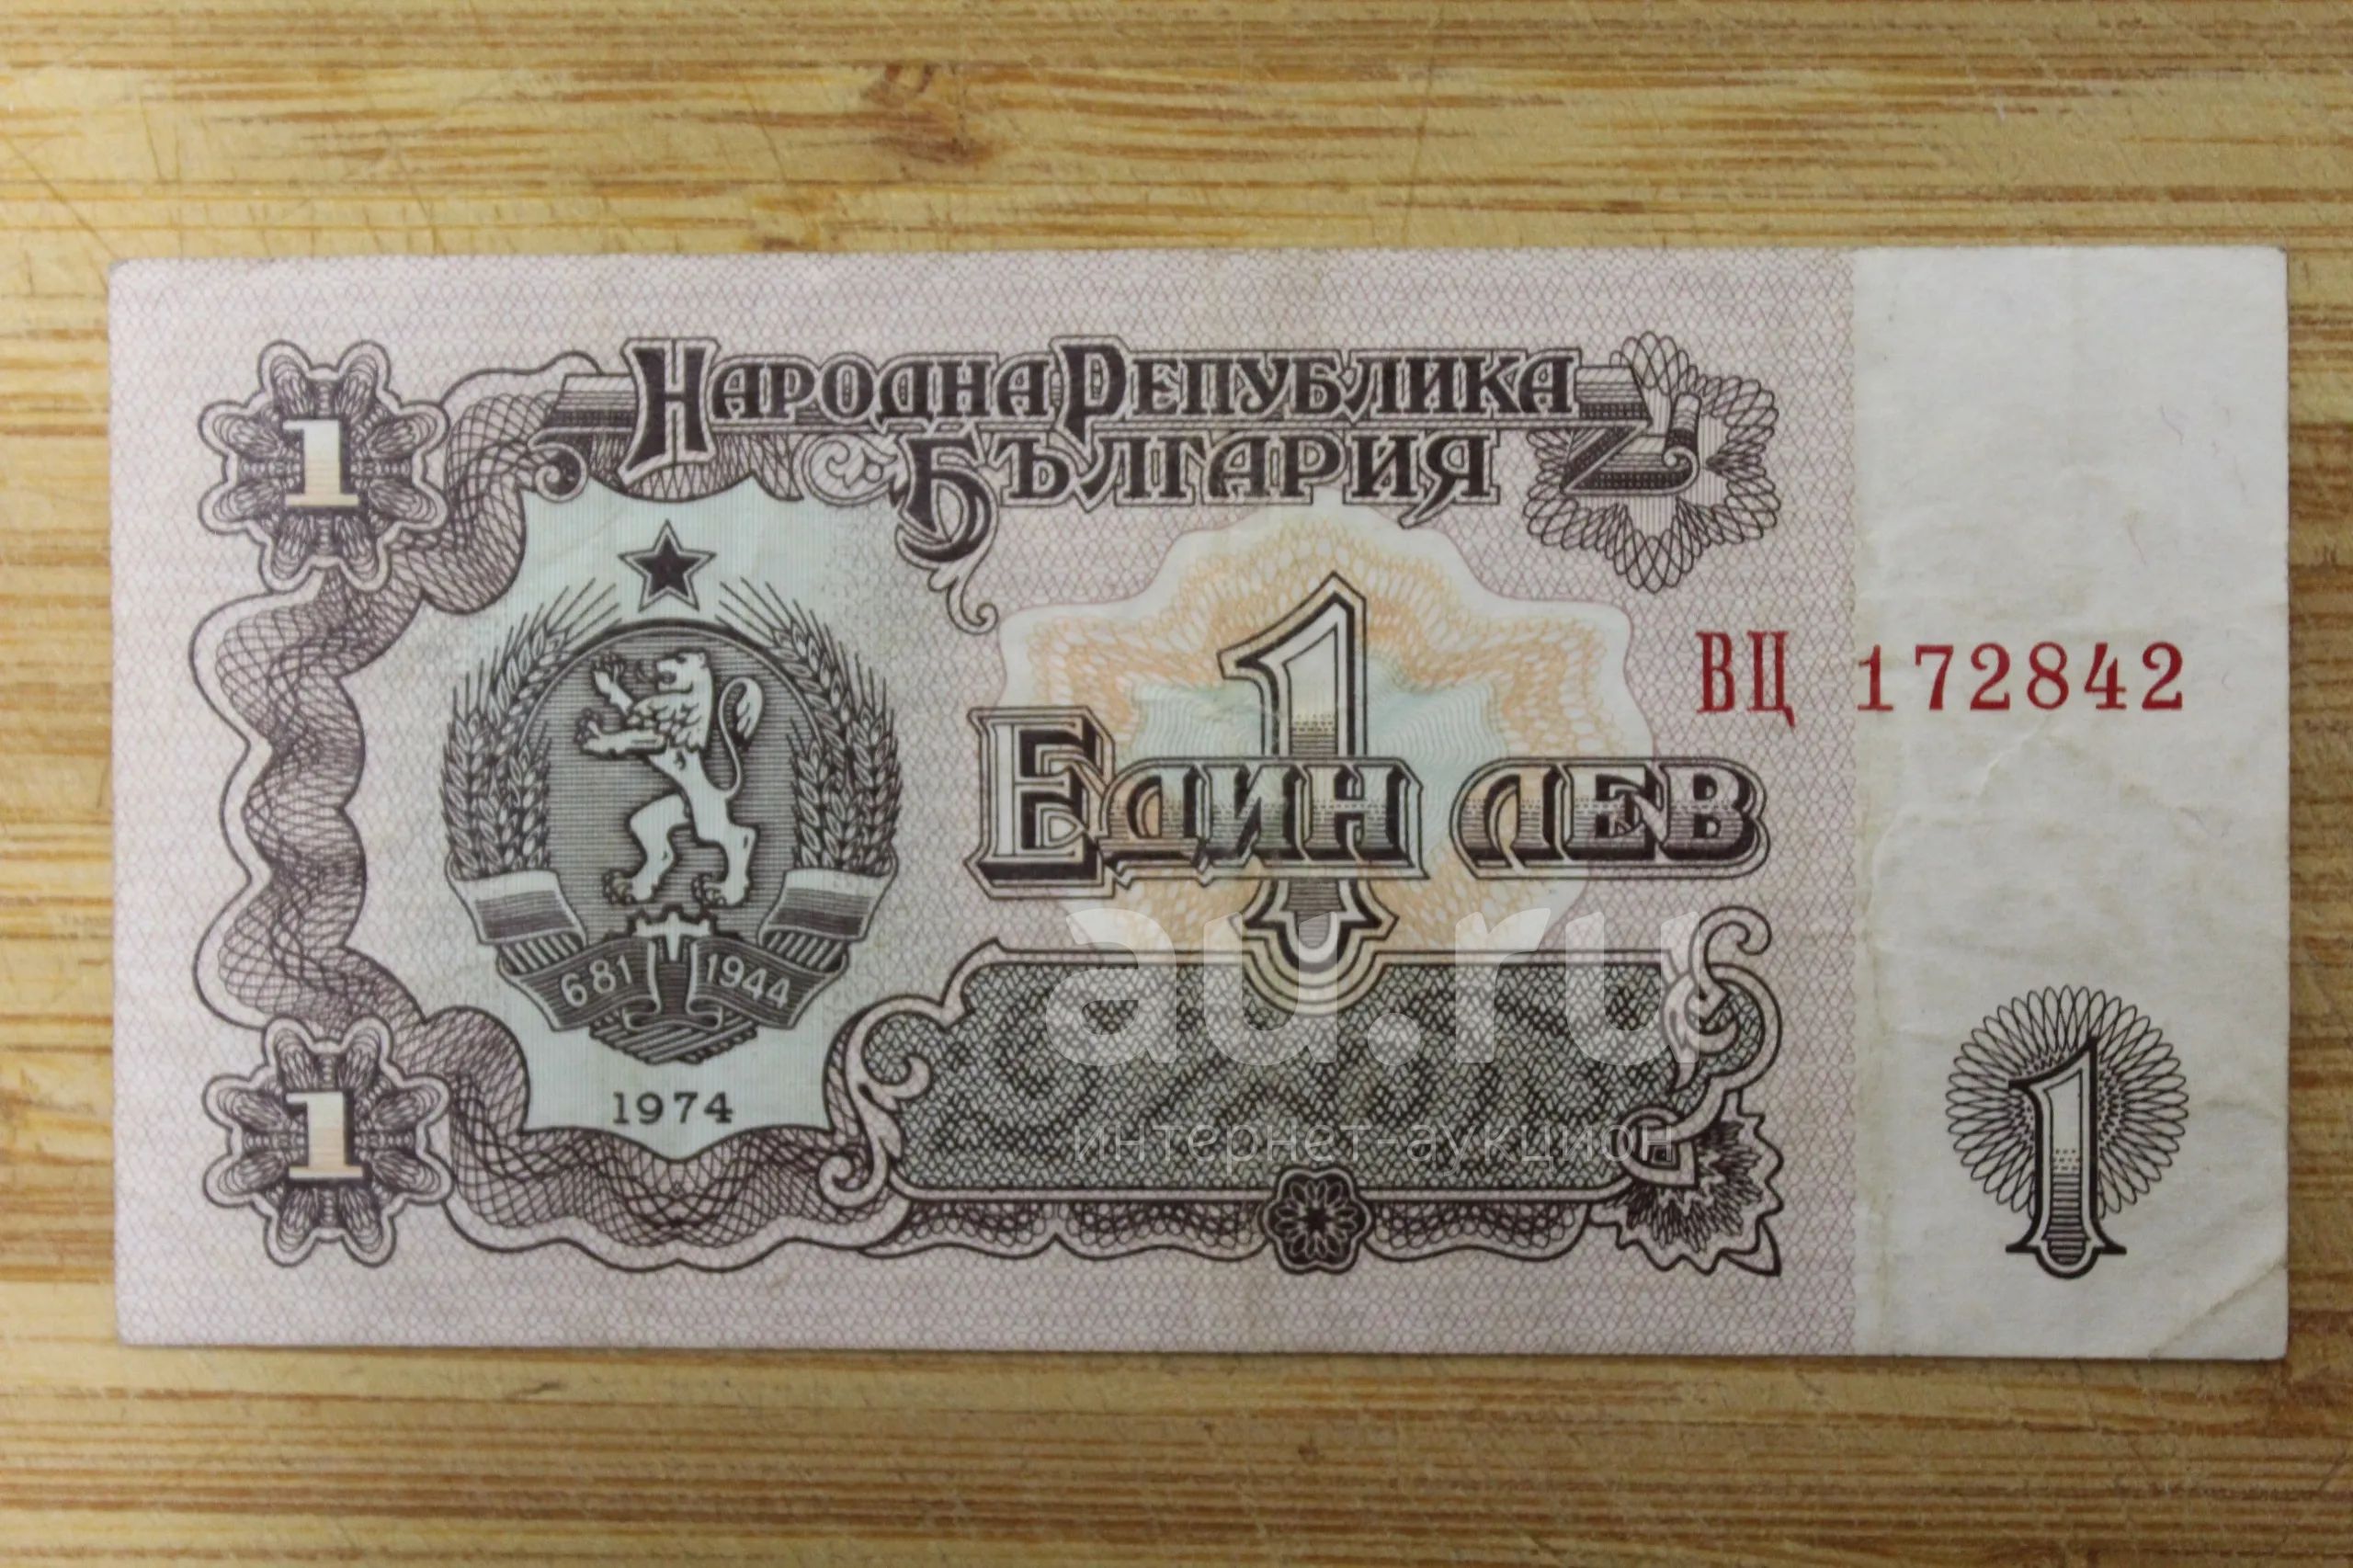 1
Народна Република
България
ВЦ 172842
1
Един лев
681 1944
au.ru
интернет-аукцион
1974
1
1